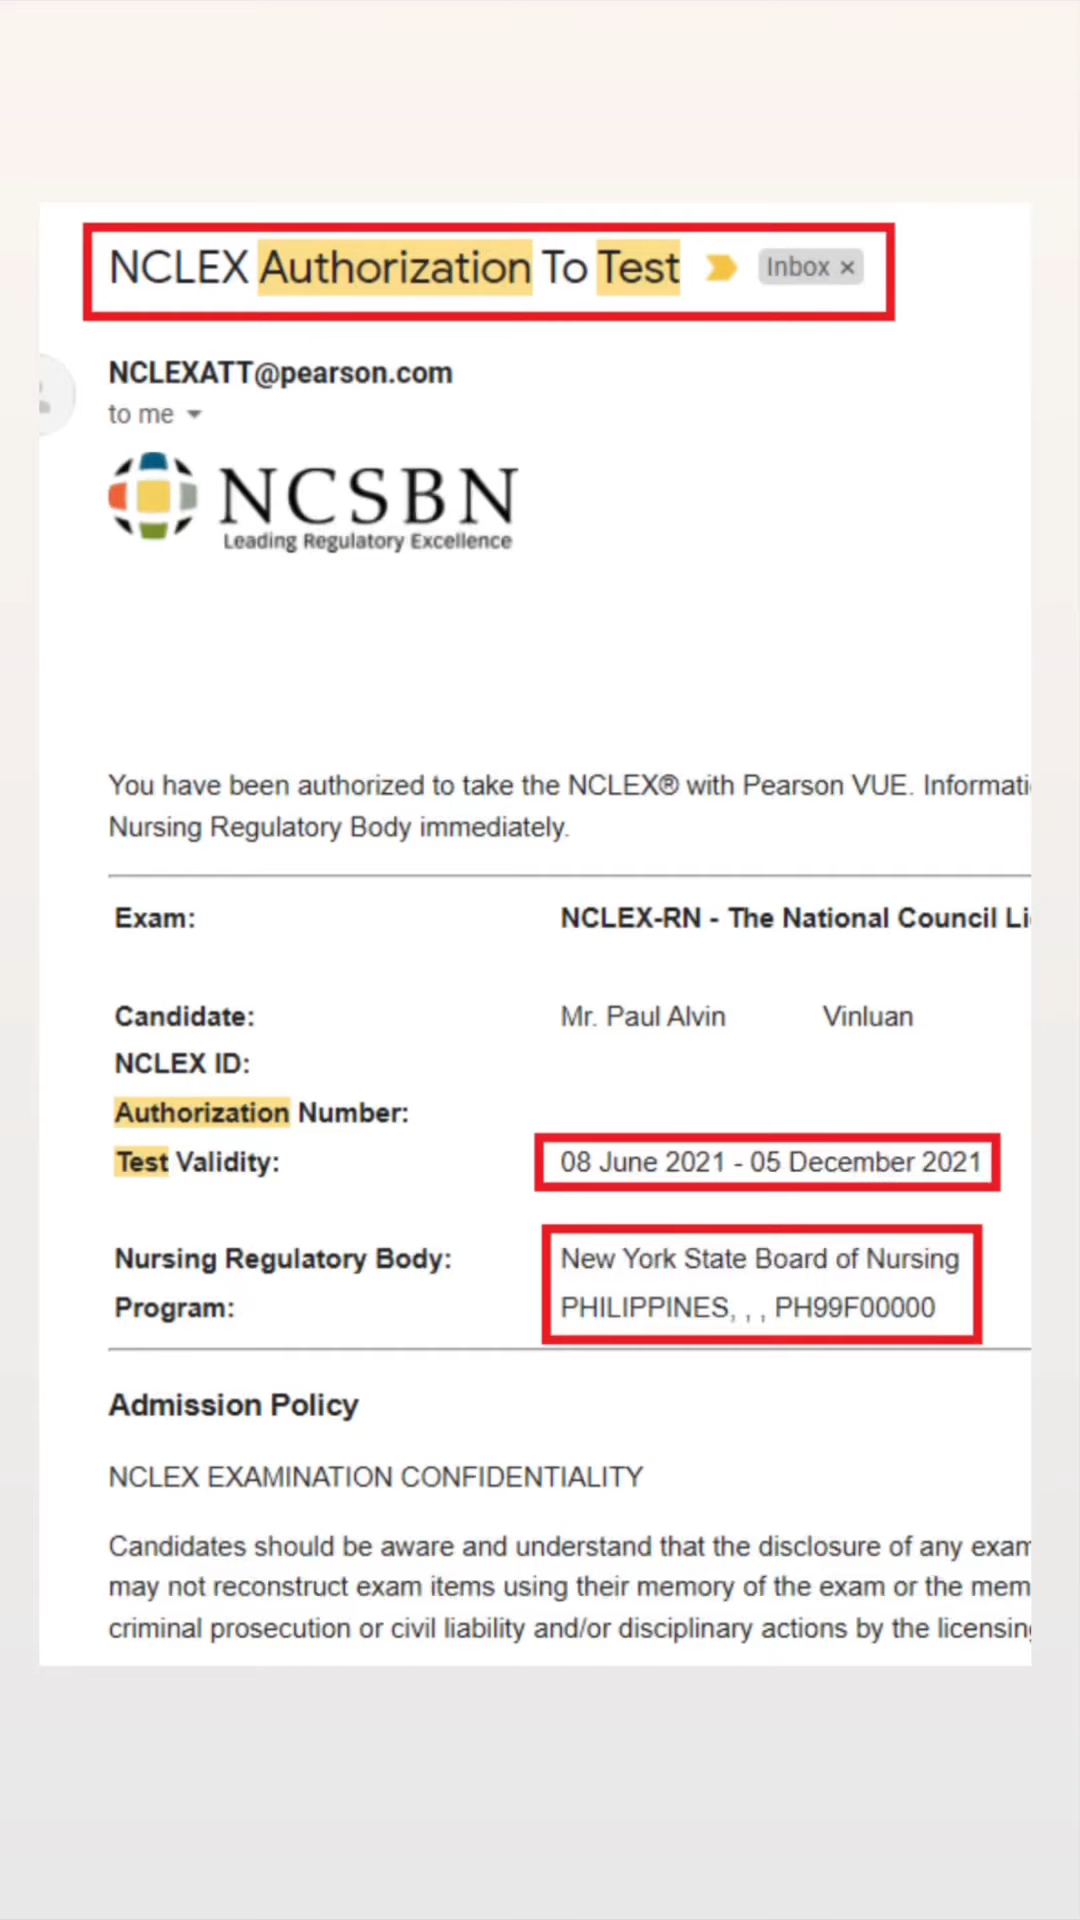 NCLEX Authorization To Test Inbox ×
NCLEXATT@pearson.com
to me
NCSBN
Leading Regulatory Excellence
You have been authorized to take the NCLEX® with Pearson VUE. Informati
Nursing Regulatory Body immediately.
Exam: NCLEX-RN - The National Council Li
Candidate: Mr. Paul Alvin Vinluan
NCLEX ID:
Authorization Number:
Test Validity: 08 June 2021 - 05 December 2021
Nursing Regulatory Body: New York State Board of Nursing
Program: PHILIPPINES, , , PH99F00000
Admission Policy
NCLEX EXAMINATION CONFIDENTIALITY
Candidates should be aware and understand that the disclosure of any exam
may not reconstruct exam items using their memory of the exam or the mem
criminal prosecution or civil liability and/or disciplinary actions by the licensing